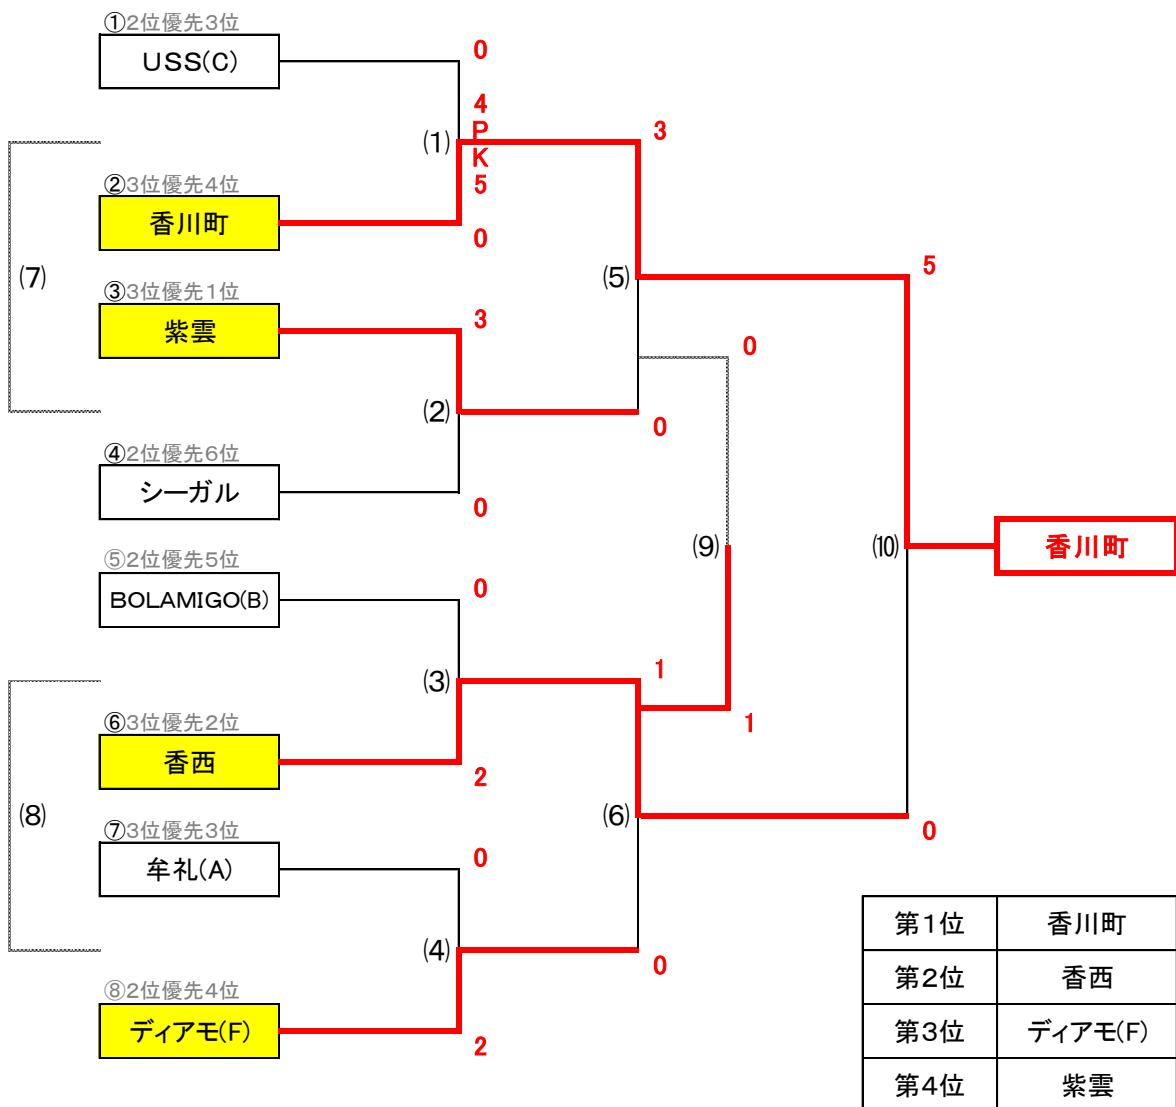 ①2位優先3位
USS(C)
0
4
P
K
5
0
(1)
3
②3位優先4位
香川町
(7)
③3位優先1位
紫雲
3
(2)
0
④2位優先6位
シーガル
0
(5)
5
0
(9)
1
(10)
香川町
⑤2位優先5位
BOLAMIGO(B)
0
(3)
1
⑥3位優先2位
香西
2
(8)
(6)
0
⑦3位優先3位
牟礼(A)
0
(4)
0
⑧2位優先4位
ディアモ(F)
2
第1位 香川町
第2位 香西
第3位 ディアモ(F)
第4位 紫雲